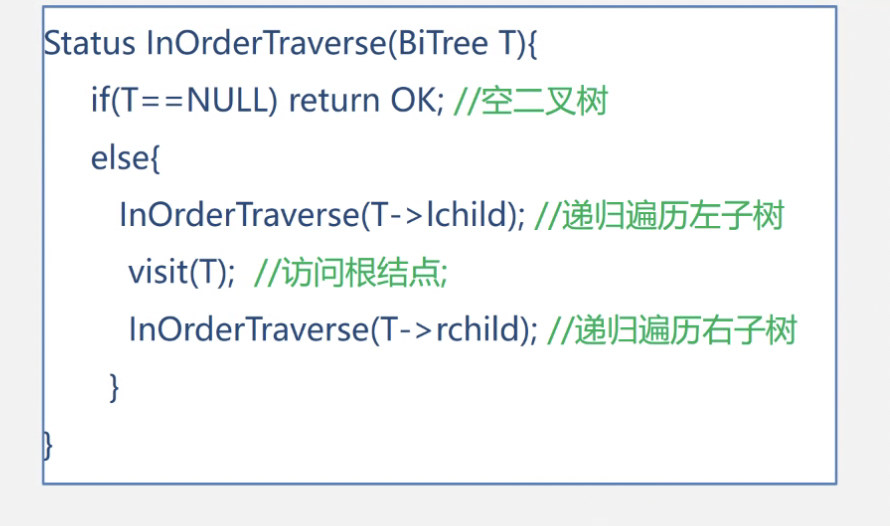 Status InOrderTraverse(BiTree T){
if(T==NULL) return OK; //空二叉树
else{
InOrderTraverse(T->lchild); //递归遍历左子树
visit(T); //访问根结点;
InOrderTraverse(T->rchild); //递归遍历右子树
}
}